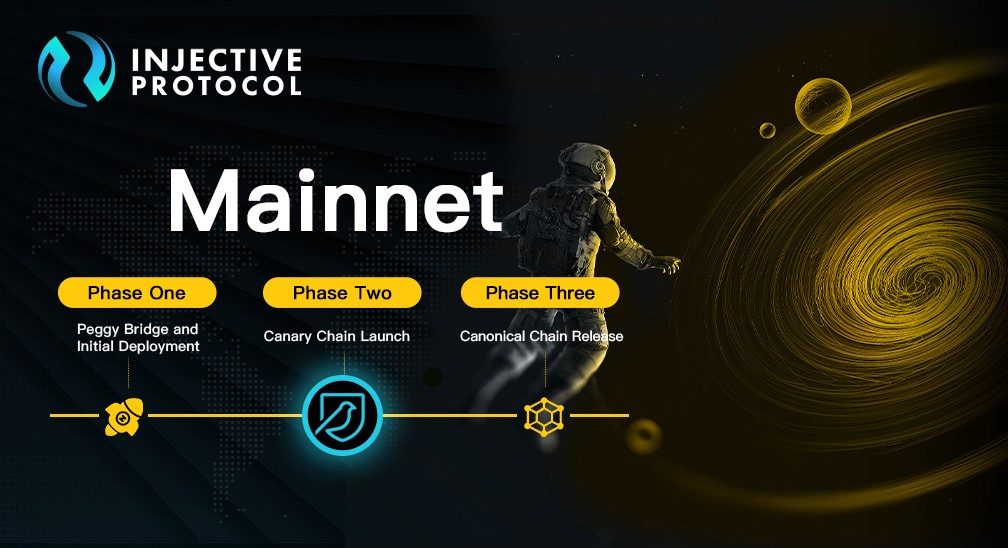 INJECTIVE
PROTOCOL
Mainnet
Phase One
Phase Two
Phase Three
Peggy Bridge and
Initial Deployment
Canary Chain Launch
Canonical Chain Release